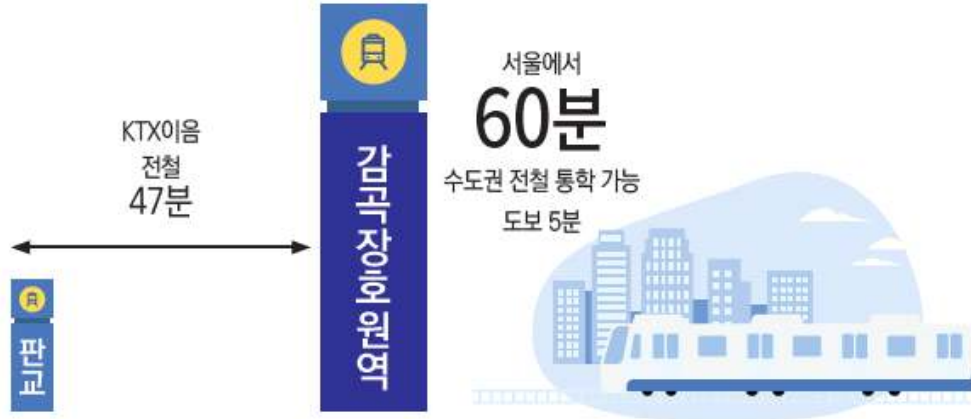 KTX이음
전철
47분
판교
감곡장호원역
서울에서
60분
수도권 전철 통학 가능
도보 5분